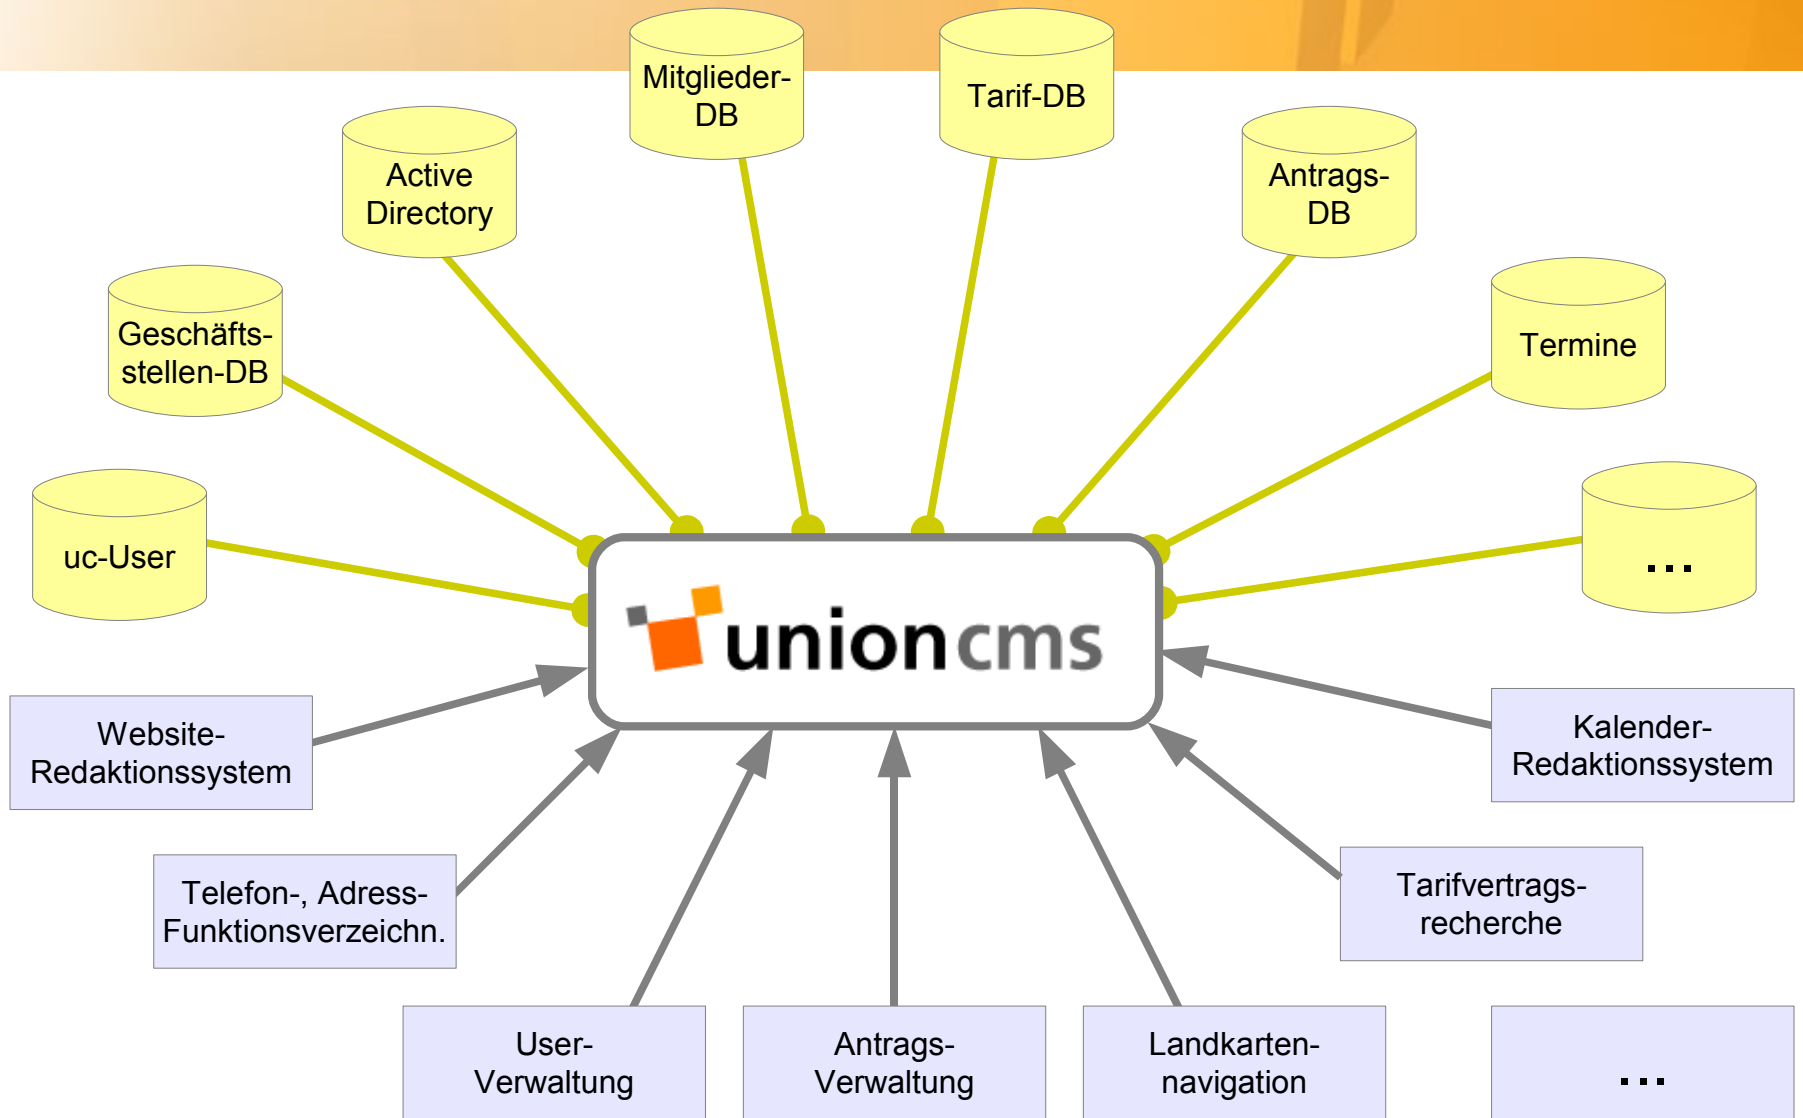 Mitglieder-
DB
Tarif-DB
Active
Directory
Antrags-
DB
Geschäfts-
stellen-DB
Termine
uc-User
...
unioncms
Website-
Redaktionssystem
Kalender-
Redaktionssystem
Telefon-, Adress-
Funktionsverzeichn.
Tarifvertrags-
recherche
User-
Verwaltung
Antrags-
Verwaltung
Landkarten-
navigation
...